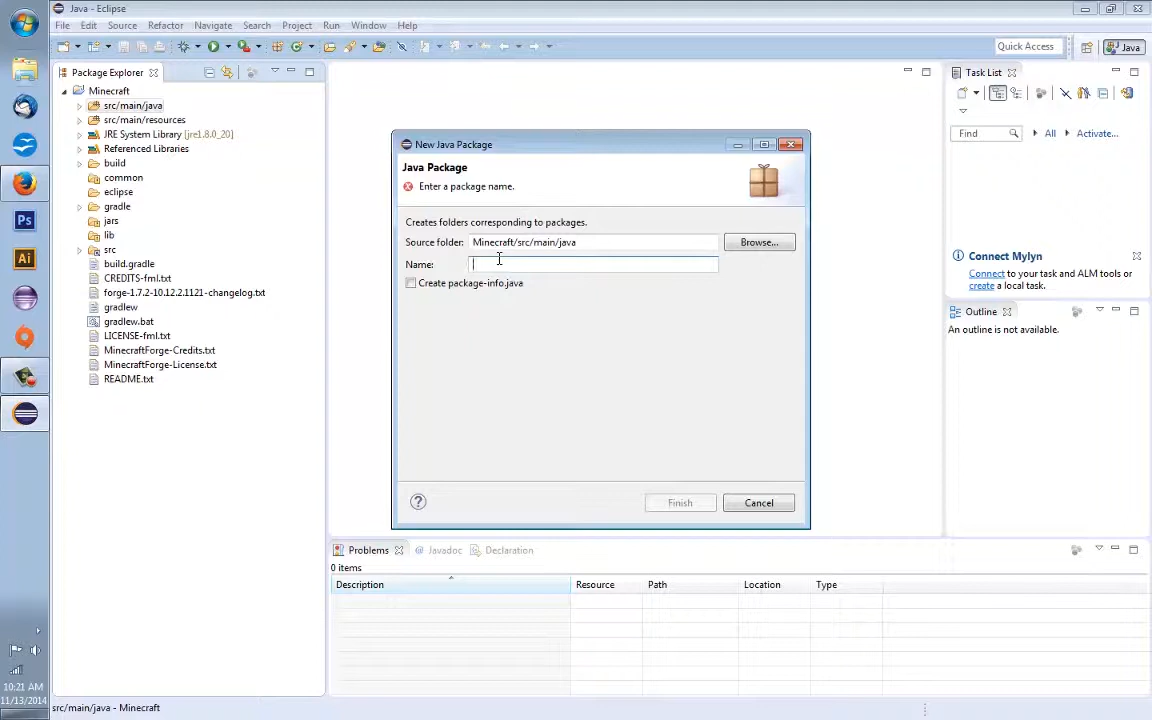 Java - Eclipse
File Edit Source Refactor Navigate Search Project Run Window Help
Quick Access
Java
Package Explorer
Minecraft
src/main/java
src/main/resources
JRE System Library [jre1.8.0_20]
Referenced Libraries
build
common
eclipse
gradle
jars
lib
src
build.gradle
CREDITS-fml.txt
forge-1.7.2-10.12.2.1121-changelog.txt
gradlew
gradlew.bat
LICENSE-fml.txt
MinecraftForge-Credits.txt
MinecraftForge-License.txt
README.txt
New Java Package
Java Package
Enter a package name.
Creates folders corresponding to packages.
Source folder: Minecraft/src/main/java Browse...
Name:
Create package-info.java
? Finish Cancel
Task List
Find All Activate...
Connect Mylyn
Connect to your task and ALM tools or
create a local task.
Outline
An outline is not available.
Problems @ Javadoc Declaration
0 items
Description Resource Path Location Type
Ps
Ai
10:21 AM
11/13/2014
src/main/java - Minecraft